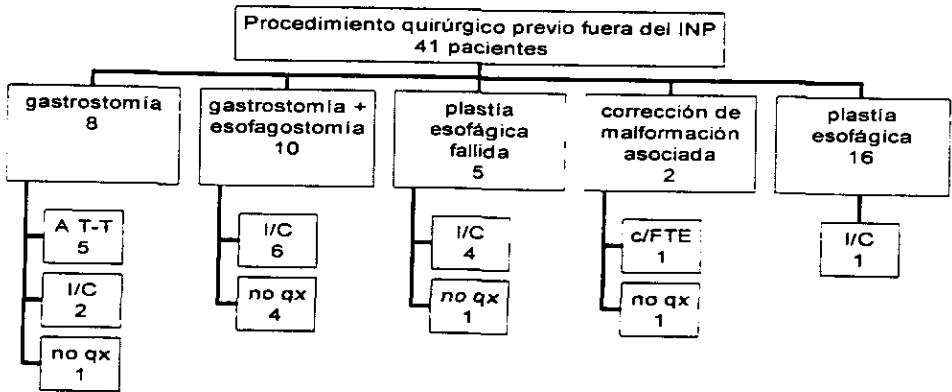 Procedimiento quirúrgico previo fuera del INP
41 pacientes
gastrostomía
8
A T-T
5
I/C
2
no qx
1
gastrostomía +
esofagostomía
10
I/C
6
no qx
4
plastía
esofágica
fallida
5
I/C
4
no qx
1
corrección de
malformación
asociada
2
c/FTE
1
no qx
1
plastía
esofágica
16
I/C
1